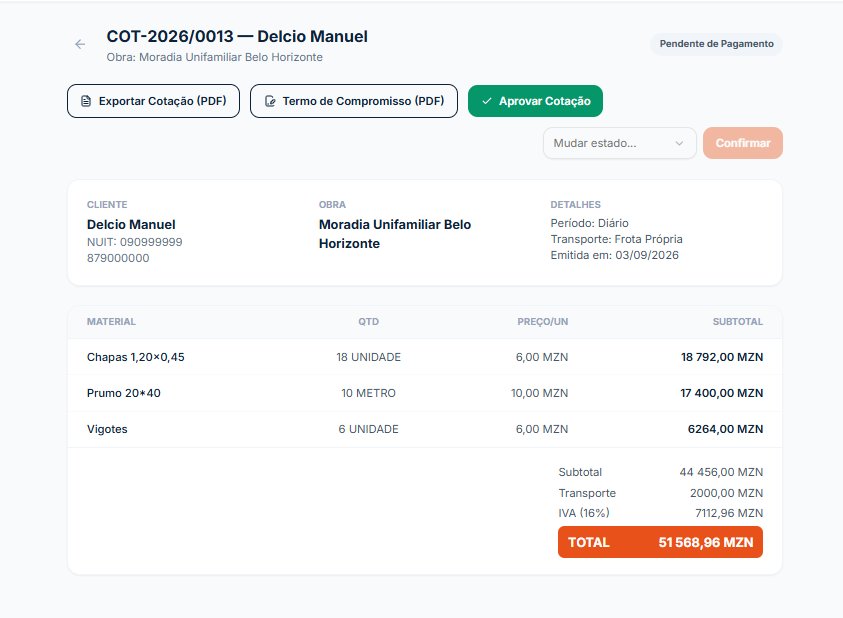 COT-2026/0013 — Delcio Manuel
Obra: Moradia Unifamiliar Belo Horizonte
Pendente de Pagamento
Exportar Cotação (PDF)
Termo de Compromisso (PDF)
Aprovar Cotação
Mudar estado...
Confirmar
CLIENTE
Delcio Manuel
NUIT: 090999999
879000000
OBRA
Moradia Unifamiliar Belo
Horizonte
DETALHES
Período: Diário
Transporte: Frota Própria
Emitida em: 03/09/2026
MATERIAL QTD PREÇO/UN SUBTOTAL
Chapas 1,20×0,45 18 UNIDADE 6,00 MZN 18 792,00 MZN
Prumo 20*40 10 METRO 10,00 MZN 17 400,00 MZN
Vigotes 6 UNIDADE 6,00 MZN 6264,00 MZN
Subtotal 44 456,00 MZN
Transporte 2000,00 MZN
IVA (16%) 7112,96 MZN
TOTAL 51 568,96 MZN